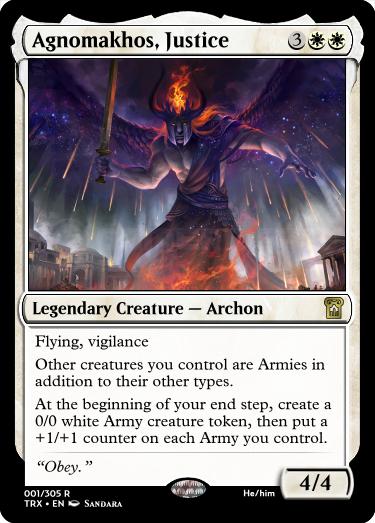 Agnomakhos, Justice 3
Legendary Creature — Archon
Flying, vigilance
Other creatures you control are Armies in
addition to their other types.
At the beginning of your end step, create a
0/0 white Army creature token, then put a
+1/+1 counter on each Army you control.
“Obey.”
4/4
001/305 R He/him
TRX • EN Sandara